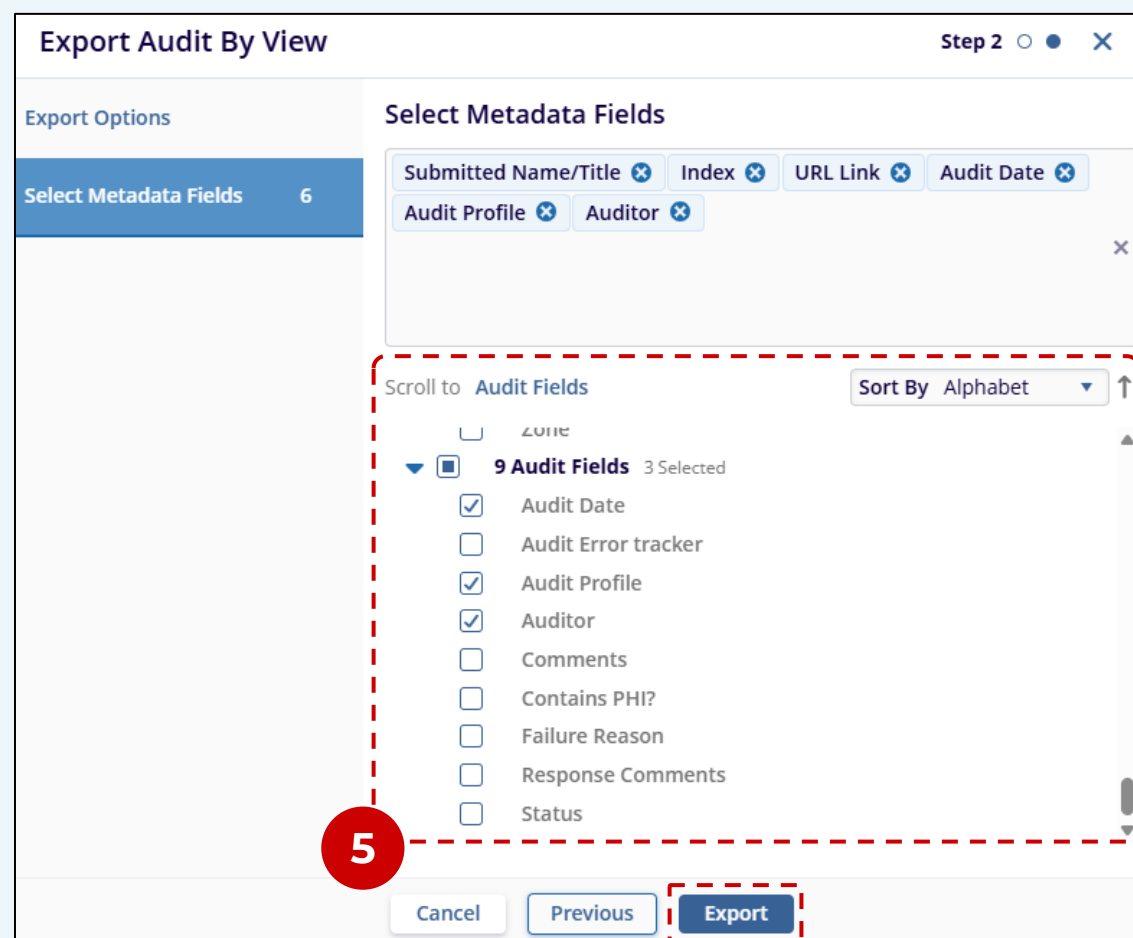 Export Audit By View
Step 2
Export Options
Select Metadata Fields 6
Select Metadata Fields
Submitted Name/Title Index URL Link Audit Date
Audit Profile Auditor
Scroll to Audit Fields
Sort By Alphabet
Zone
9 Audit Fields 3 Selected
Audit Date
Audit Error tracker
Audit Profile
Auditor
Comments
Contains PHI?
Failure Reason
Response Comments
Status
5
Cancel Previous Export